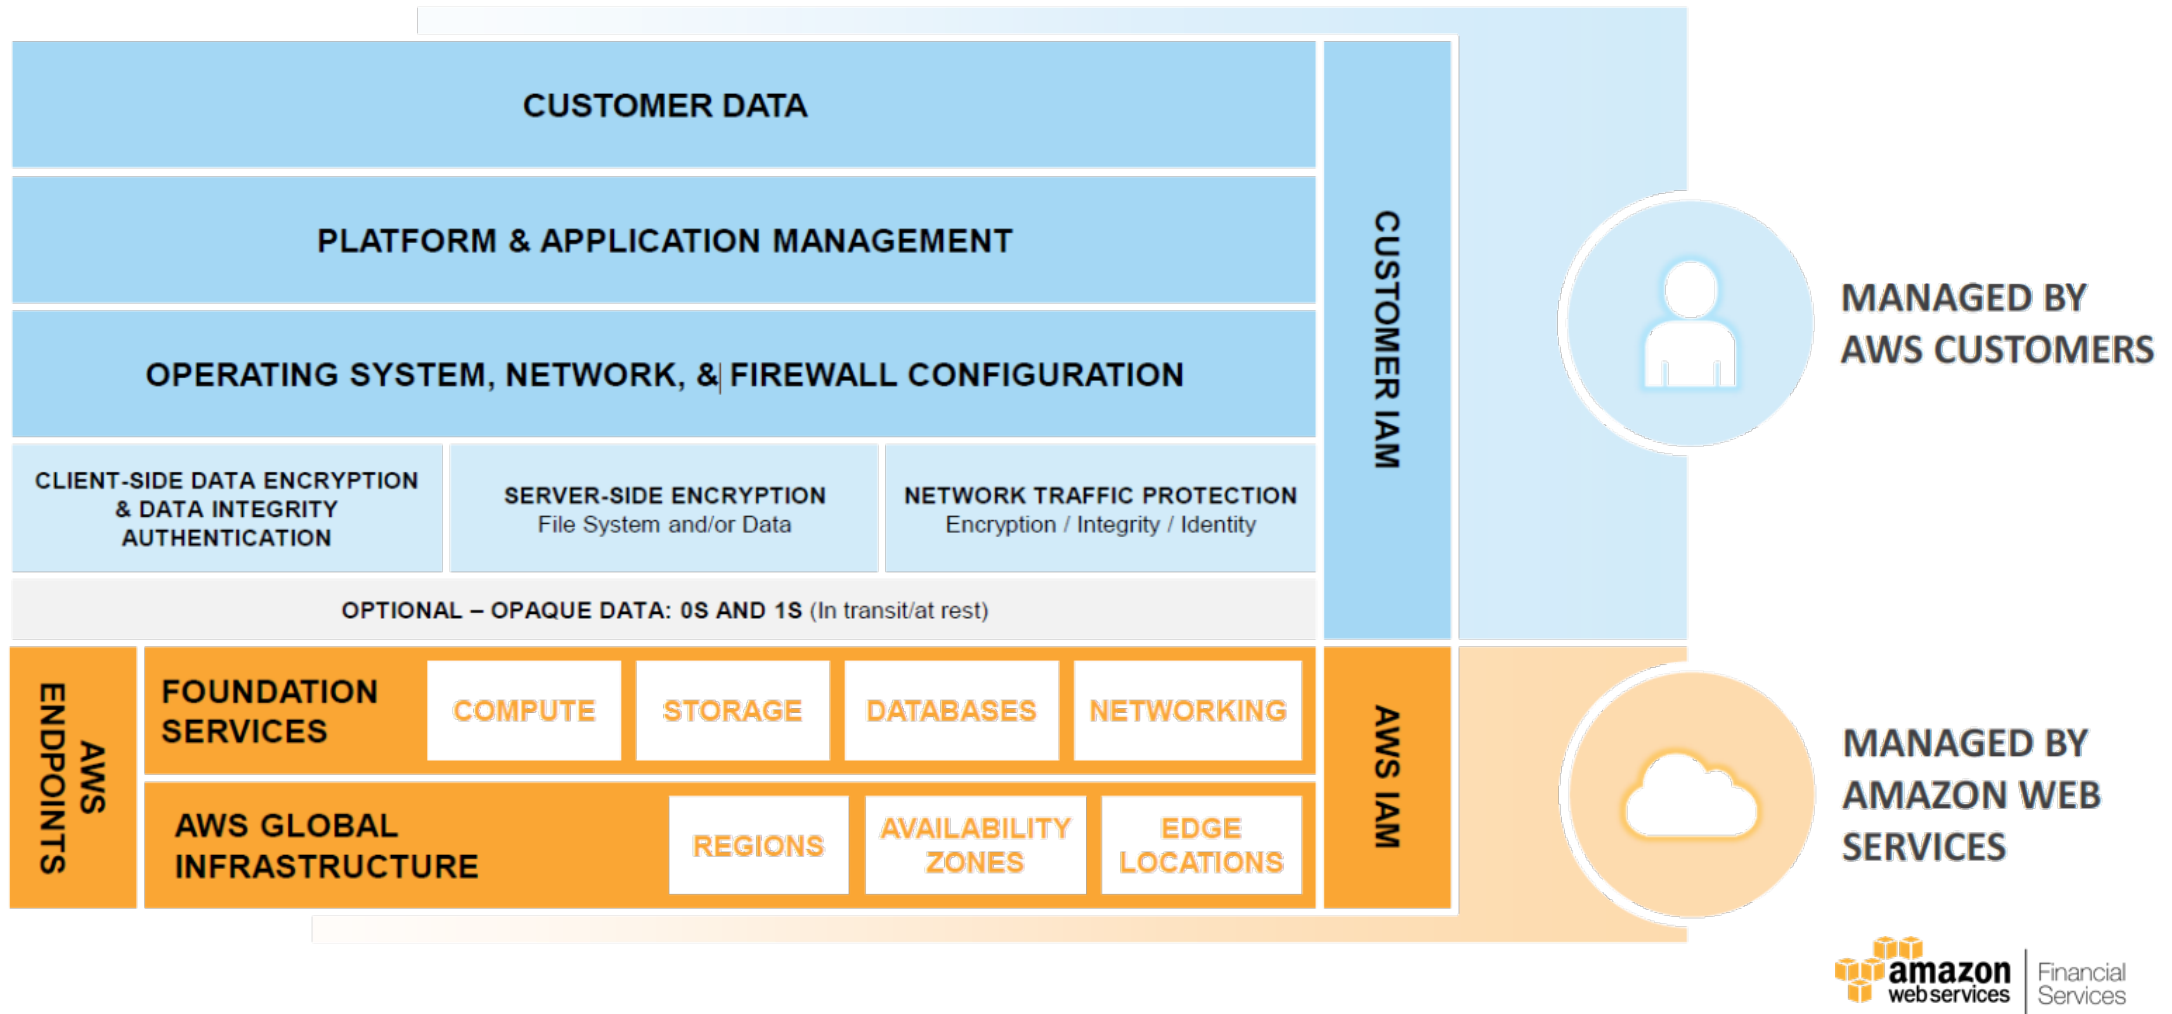 CUSTOMER DATA
PLATFORM & APPLICATION MANAGEMENT
OPERATING SYSTEM, NETWORK, & FIREWALL CONFIGURATION
CLIENT-SIDE DATA ENCRYPTION
& DATA INTEGRITY
AUTHENTICATION
SERVER-SIDE ENCRYPTION
File System and/or Data
NETWORK TRAFFIC PROTECTION
Encryption / Integrity / Identity
OPTIONAL – OPAQUE DATA: 0S AND 1S (In transit/at rest)
CUSTOMER IAM
MANAGED BY
AWS CUSTOMERS
AWS
ENDPOINTS
FOUNDATION
SERVICES
COMPUTE
STORAGE
DATABASES
NETWORKING
AWS GLOBAL
INFRASTRUCTURE
REGIONS
AVAILABILITY
ZONES
EDGE
LOCATIONS
AWS IAM
MANAGED BY
AMAZON WEB
SERVICES
amazon
webservices
Financial
Services